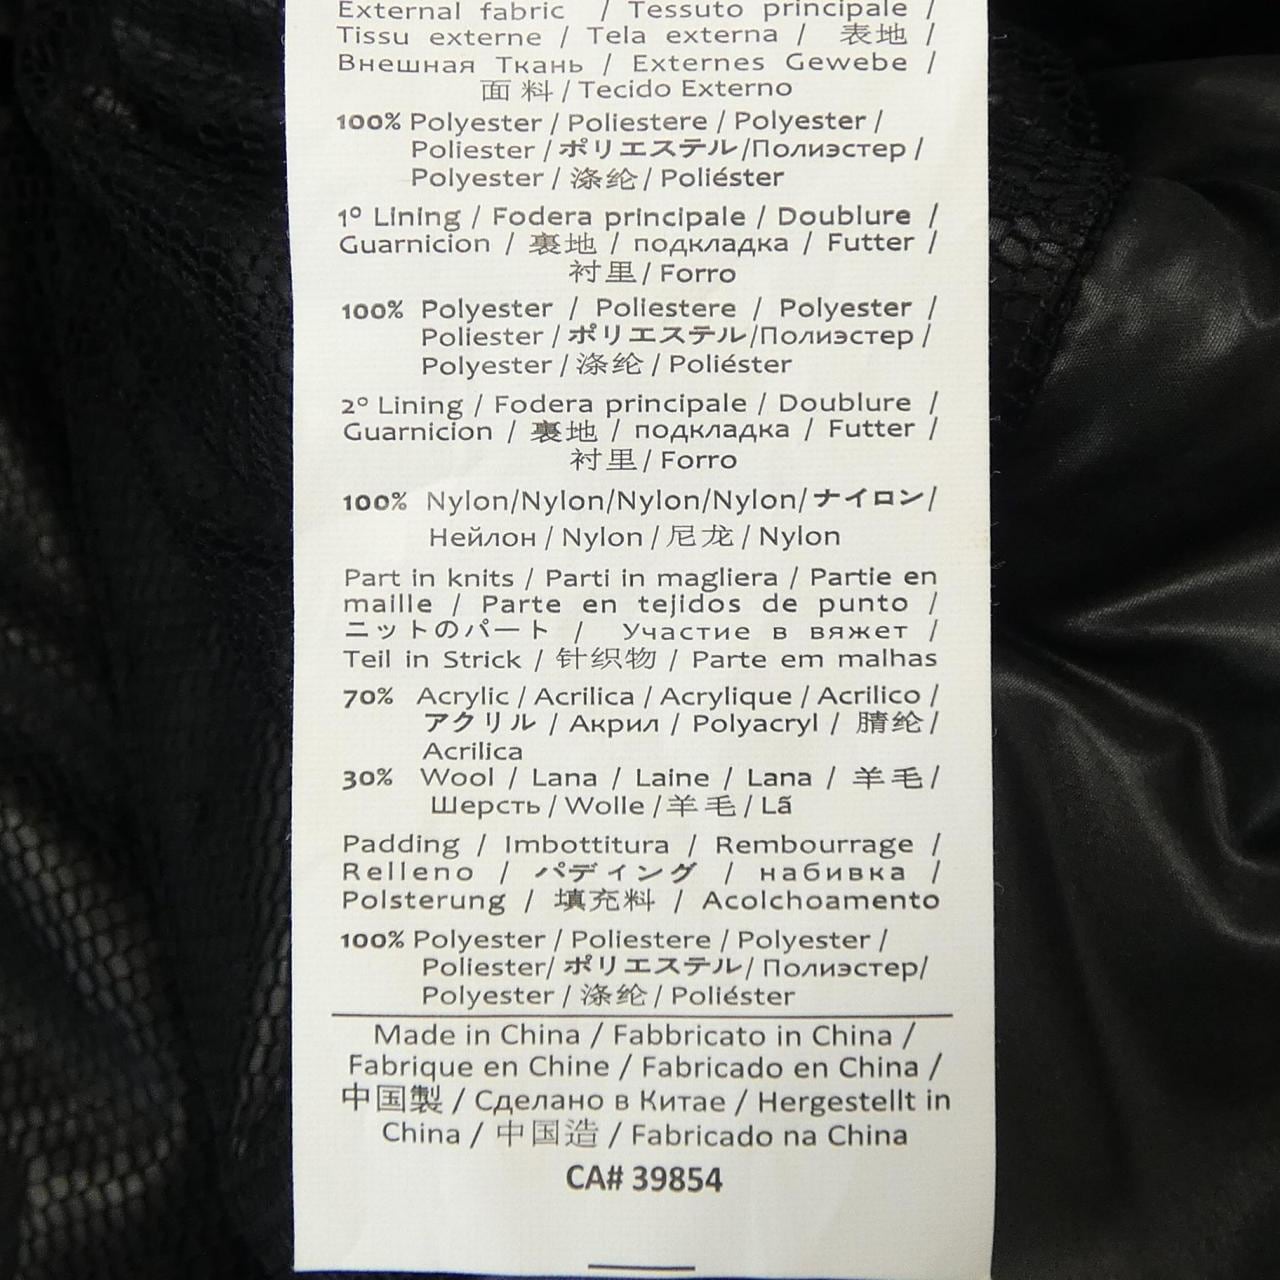 External fabric / Tessuto principale /
Tissu externe / Tela externa / 表地 /
Внешная Ткань / Externes Gewebe /
面料 / Tecido Externo
100% Polyester / Poliestere / Polyester /
Poliester / ポリエステル /Полиэстер /
Polyester / 涤纶 / Poliéster
1° Lining / Fodera principale / Doublure /
Guarnicion / 裏地 / подкладка / Futter /
衬里 / Forro
100% Polyester / Poliestere / Polyester /
Poliester / ポリエステル/Полиэстер /
Polyester / 涤纶 / Poliéster
2° Lining / Fodera principale / Doublure /
Guarnicion / 裏地 / подкладка / Futter /
衬里 / Forro
100% Nylon/Nylon/Nylon/Nylon/ナイロン/
Нейлон / Nylon / 尼龙 / Nylon
Part in knits / Parti in magliera / Partie en
maille / Parte en tejidos de punto /
ニットのパート / Участие в вяжет /
Teil in Strick / 针织物 / Parte em malhas
70% Acrylic / Acrilica / Acrylique / Acrilico /
アクリル / Акрил / Polyacryl / 腈纶 /
Acrilica
30% Wool / Lana / Laine / Lana / 羊毛 /
Шерсть / Wolle / 羊毛 / Lã
Padding / Imbottitura / Rembourrage /
Relleno / パディング / набивка /
Polsterung / 填充料 / Acolchoamento
100% Polyester / Poliestere / Polyester /
Poliester/ ポリエステル/ Полиэстер/
Polyester / 涤纶 / Poliéster
Made in China / Fabbricato in China /
Fabrique en Chine / Fabricado en China /
中国製 / Сделано в Китае / Hergestellt in
China / 中国造 / Fabricado na China
CA# 39854